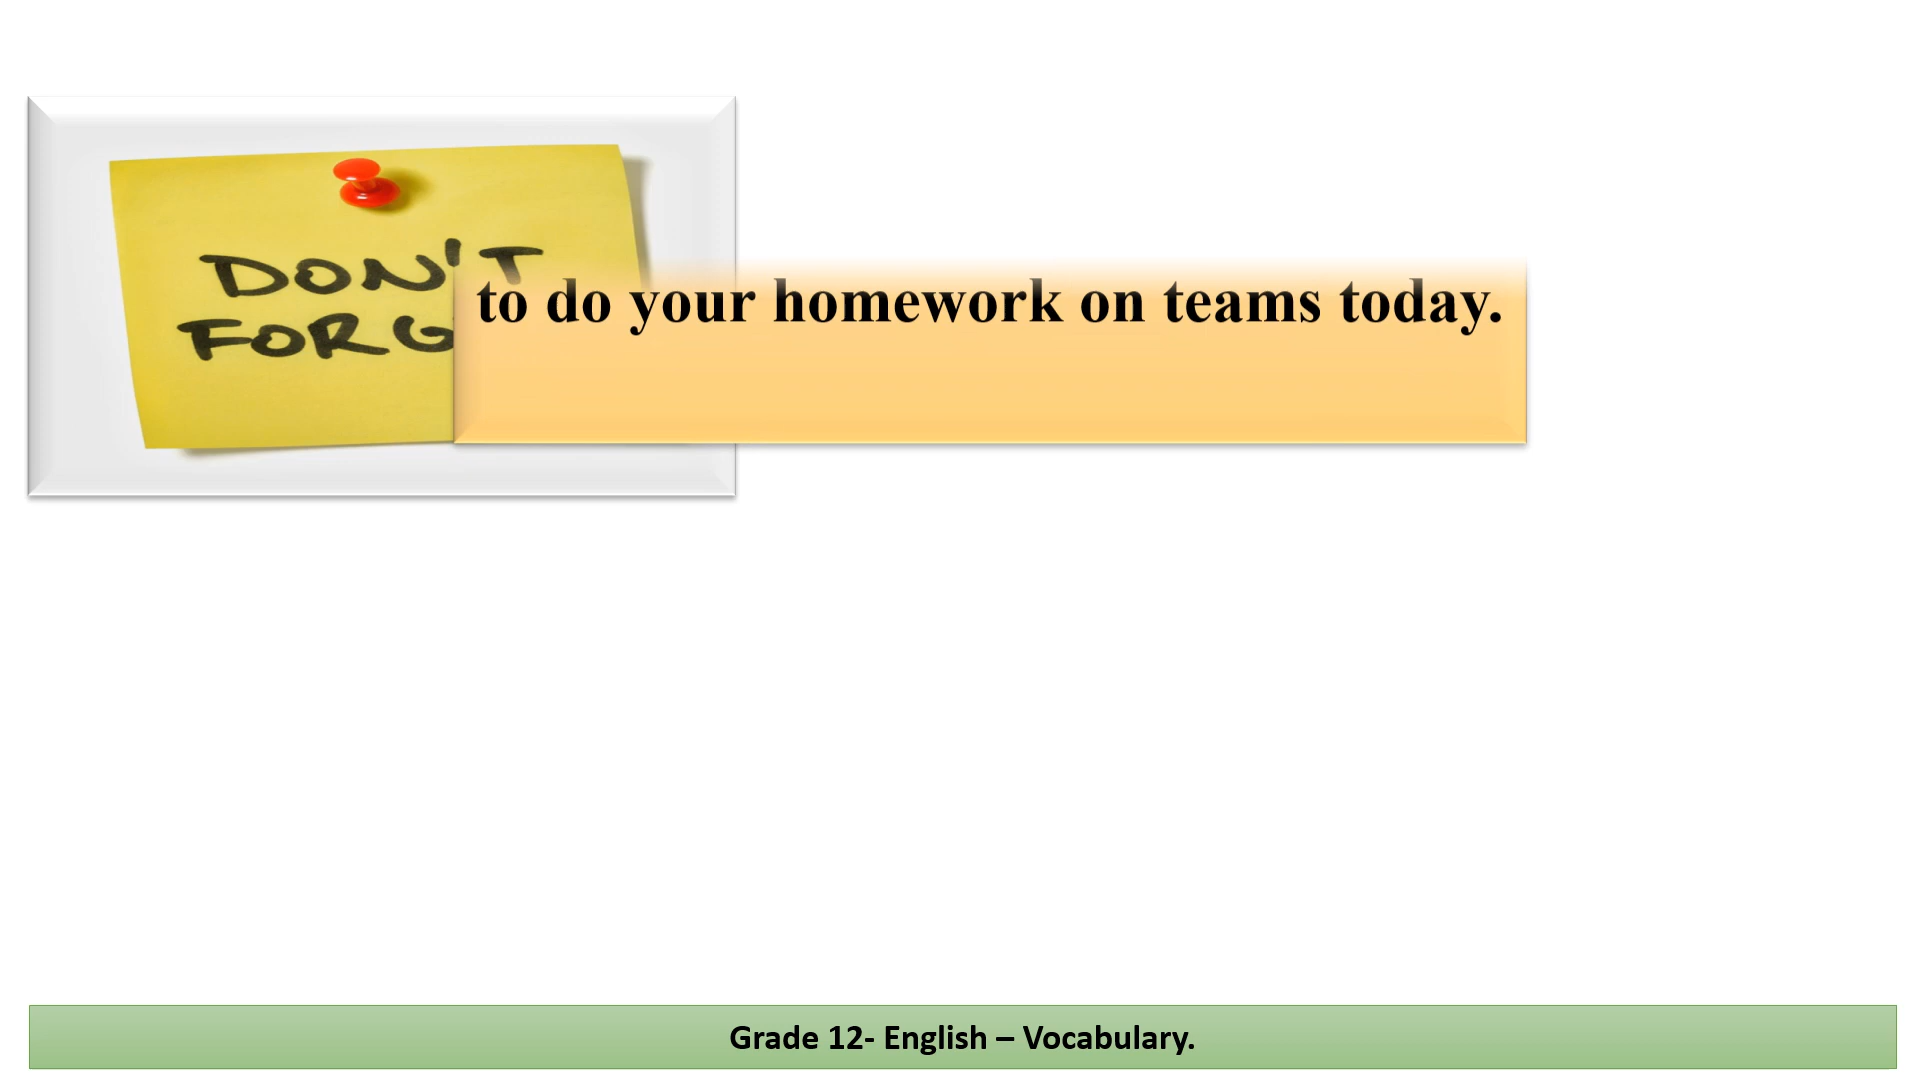 DON'T
FORG
to do your homework on teams today.
Grade 12- English – Vocabulary.